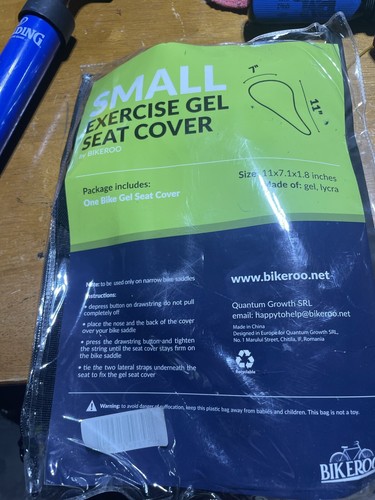 LDING
SMALL
EXERCISE GEL
SEAT COVER
BY BIKEROO
7"
11"
Package includes:
One Bike Gel Seat Cover
Size: 11x7.1x1.8 inches
Made of: gel, lycra
Note: to be used only on narrow bike saddles
Instructions:
• depress button on drawstring do not pull
completely off
• place the nose and the back of the cover
over your bike saddle
• press the drawstring button and tighten
the string until the seat cover stays firm on
the bike saddle
• tie the two lateral straps underneath the
seat to fix the gel seat cover
www.bikeroo.net
Quantum Growth SRL
email: happytohelp@bikeroo.net
Made in China
Designed in Europe for Quantum Growth SRL,
No. 1 Marului Street, Chitila, IF, Romania
Recyclable
Warning: to avoid danger of suffocation, keep this plastic bag away from babies and children. This bag is not a toy.
BIKEROO